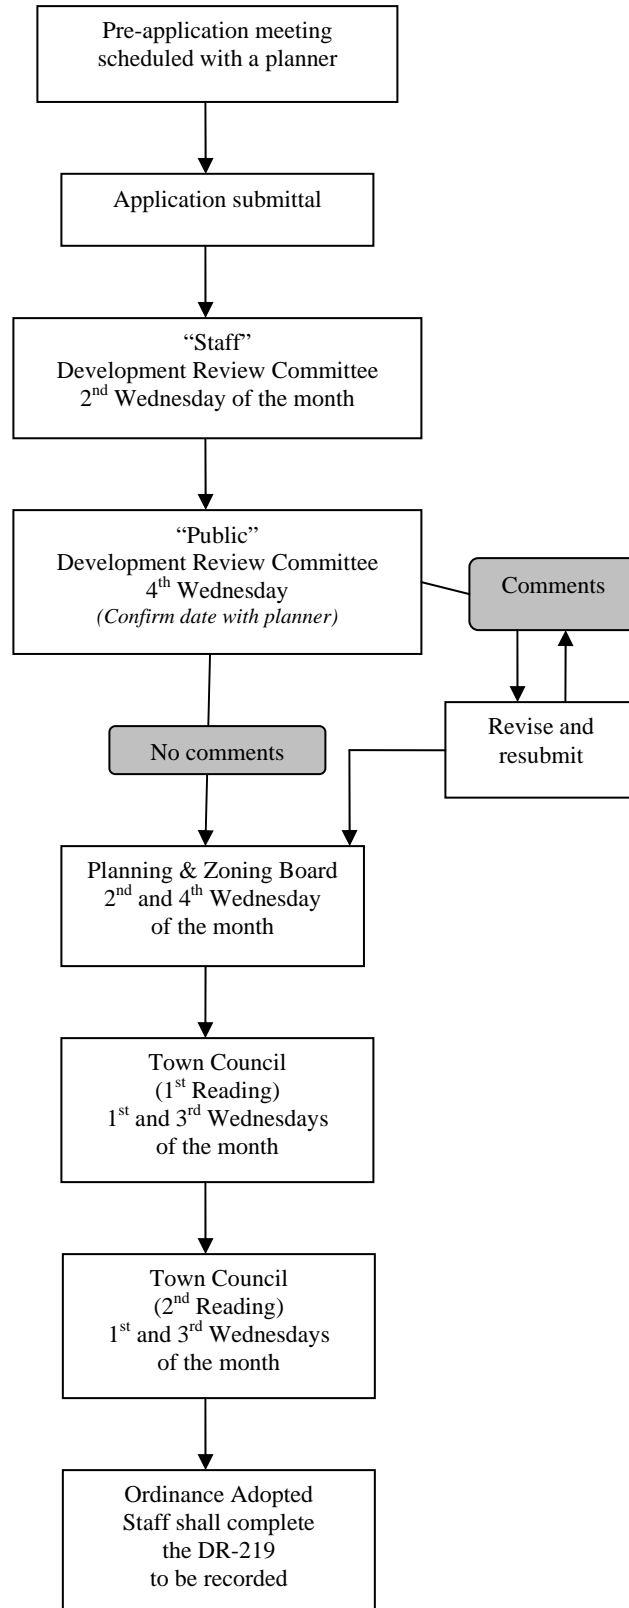 Pre-application meeting
scheduled with a planner
Application submittal
“Staff”
Development Review Committee
2nd Wednesday of the month
“Public”
Development Review Committee
4th Wednesday
(Confirm date with planner)
Comments
Revise and
resubmit
No comments
Planning & Zoning Board
2nd and 4th Wednesday
of the month
Town Council
(1st Reading)
1st and 3rd Wednesdays
of the month
Town Council
(2nd Reading)
1st and 3rd Wednesdays
of the month
Ordinance Adopted
Staff shall complete
the DR-219
to be recorded